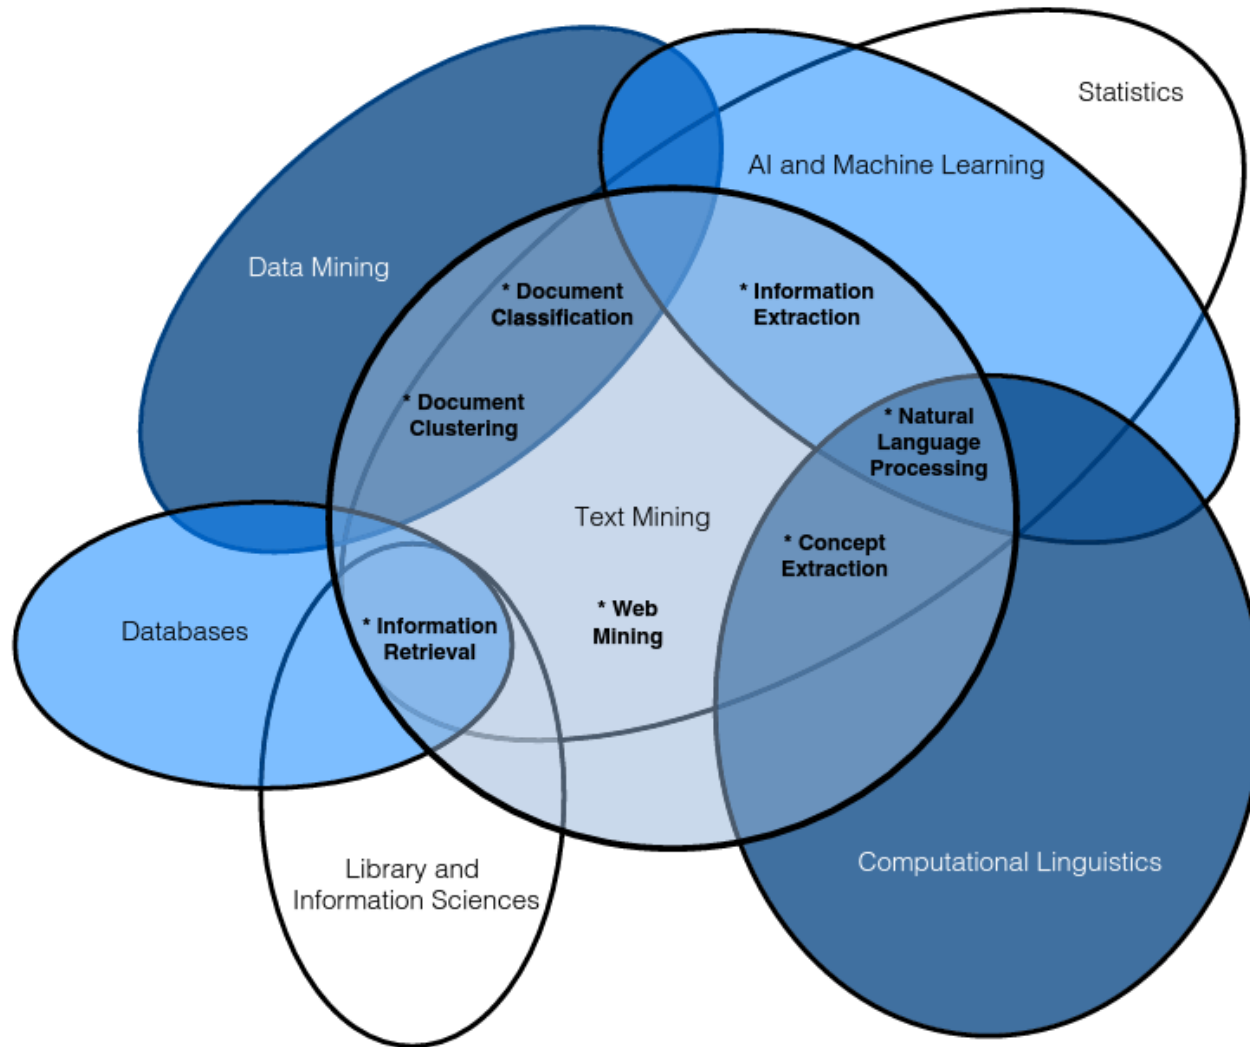 Statistics
AI and Machine Learning
Data Mining
* Document
Classification
* Information
Extraction
* Document
Clustering
* Natural
Language
Processing
Text Mining
* Concept
Extraction
Databases
* Information
Retrieval
* Web
Mining
Library and
Information Sciences
Computational Linguistics